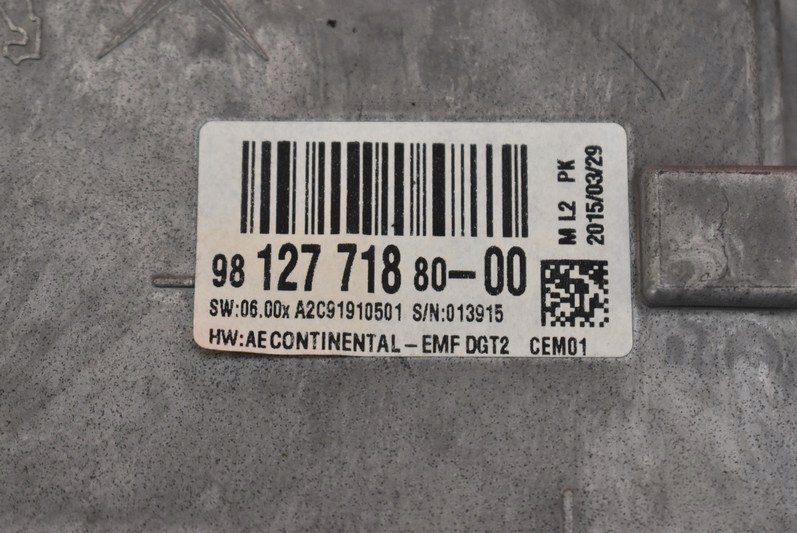 M L2 PK
2015/03/29
98 127 718 80-00
SW:06.00x A2C91910501 S/N:013915
HW:AE CONTINENTAL-EMF DGT2 CEM01